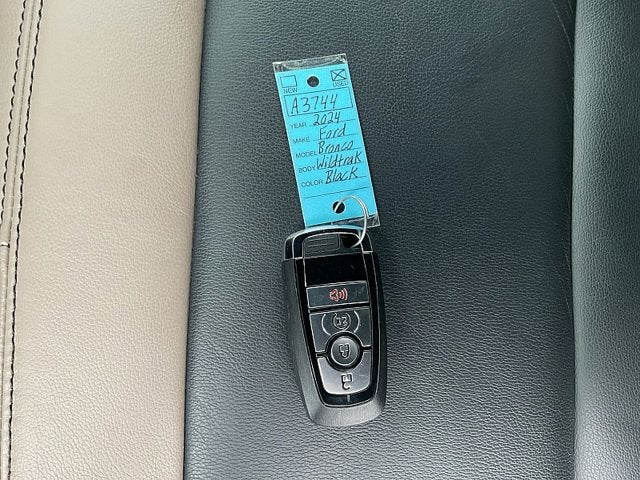 NEW USED
A3744
YEAR 2024
MAKE Ford
MODEL Bronco
BODY Wildtrak
COLOR Black